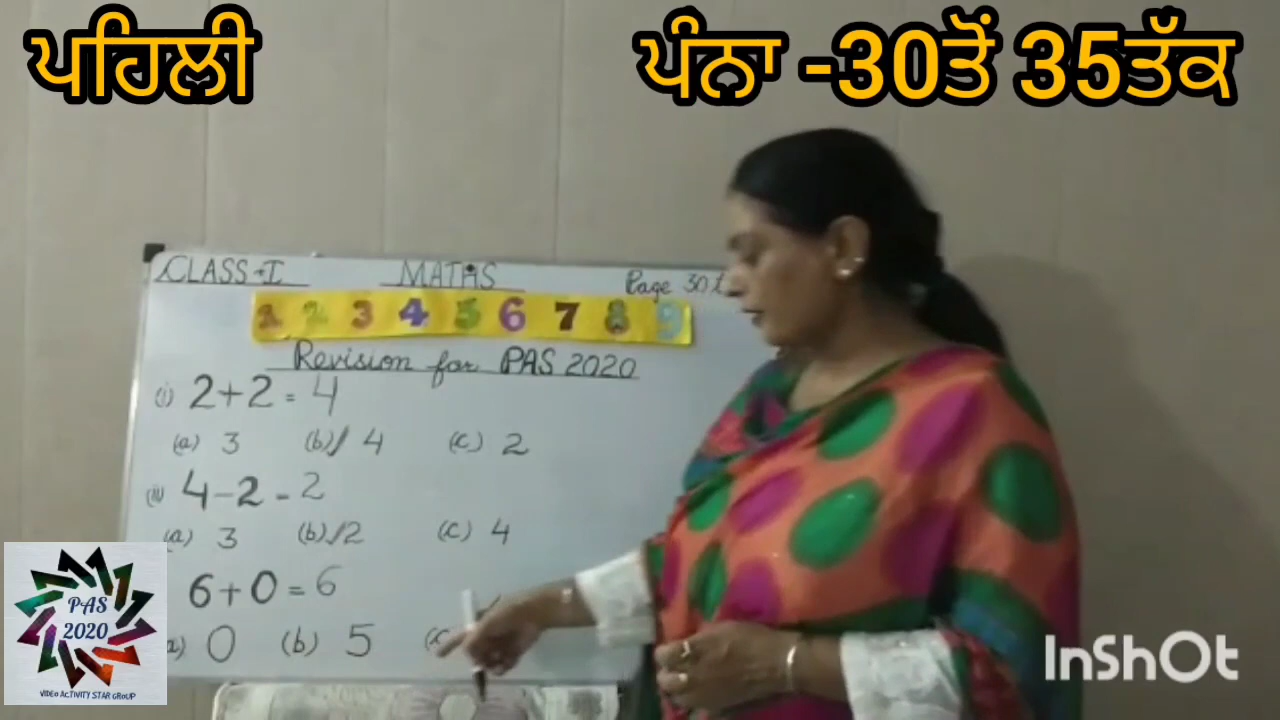 ਪਹਿਲੀ ਪੰਨਾ -30ਤੋਂ 35ਤੱਕ
CLASS-I MATHS Page 30
1 2 3 4 5 6 7 8 9
Revision for PAS 2020
(i) 2+2 = 4
(a) 3 (b) 4 (c) 2
(ii) 4-2 = 2
(a) 3 (b) 2 (c) 4
6+0 = 6
a) 0 (b) 5 (c
PAS
2020
VIDEO ACTIVITY STAR GROUP
InShOt